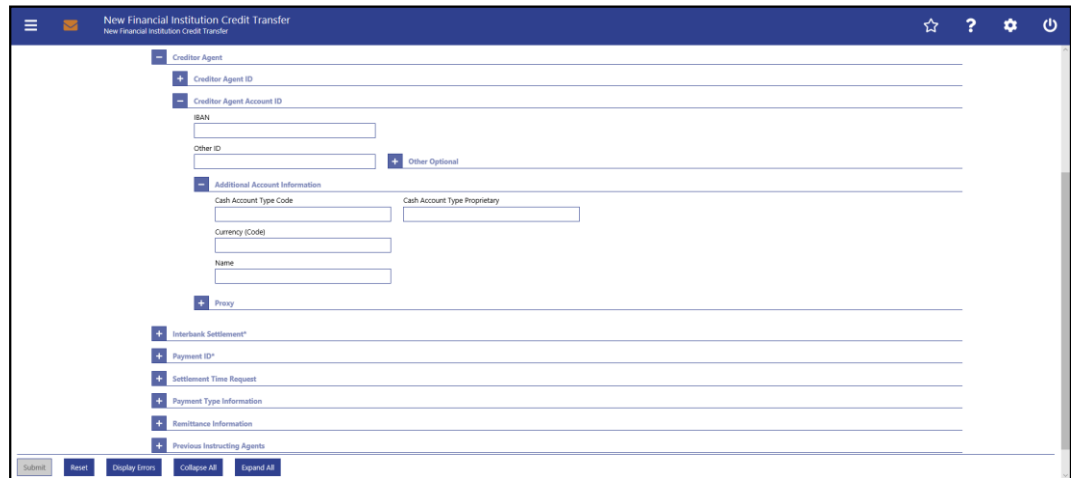 New Financial Institution Credit Transfer
New Financial Institution Credit Transfer
Creditor Agent
Creditor Agent ID
Creditor Agent Account ID
IBAN
Other ID
Other Optional
Additional Account Information
Cash Account Type Code Cash Account Type Proprietary
Currency (Code)
Name
Proxy
Interbank Settlement*
Payment ID*
Settlement Time Request
Payment Type Information
Remittance Information
Previous Instructing Agents
Submit Reset Display Errors Collapse All Expand All